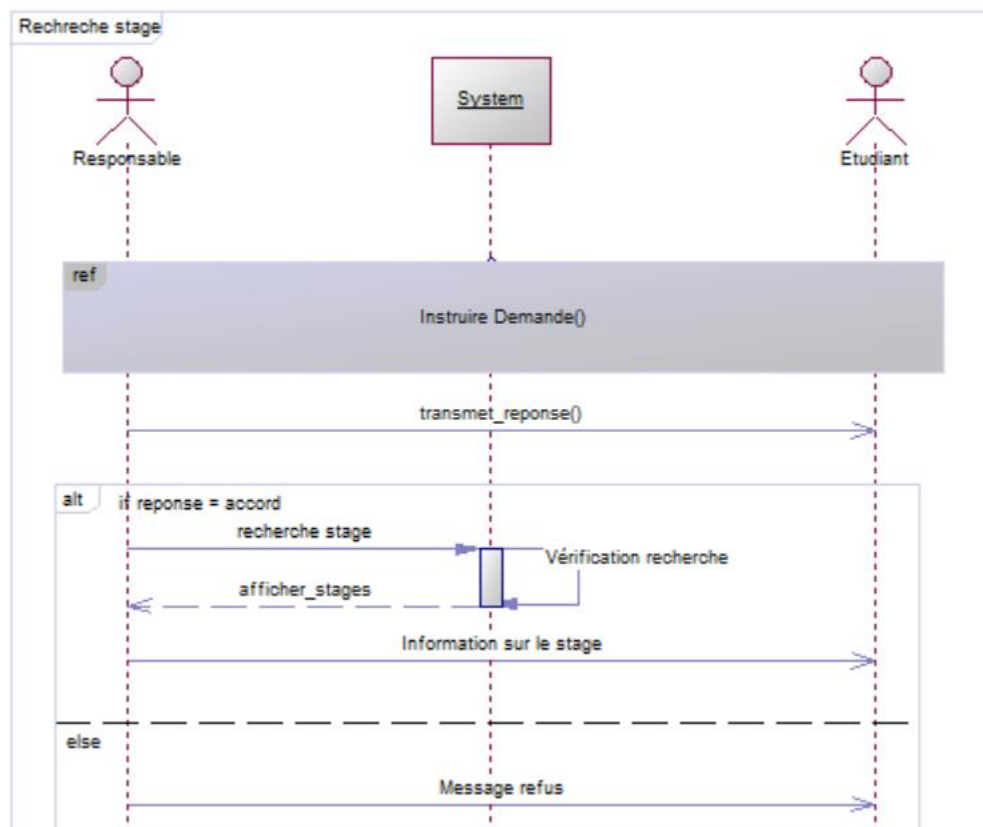 Rechreche stage
System
Responsable
Etudiant
ref
Instruire Demande()
transmet_reponse()
alt
if reponse = accord
recherche stage
Vérification recherche
afficher_stages
Information sur le stage
else
Message refus